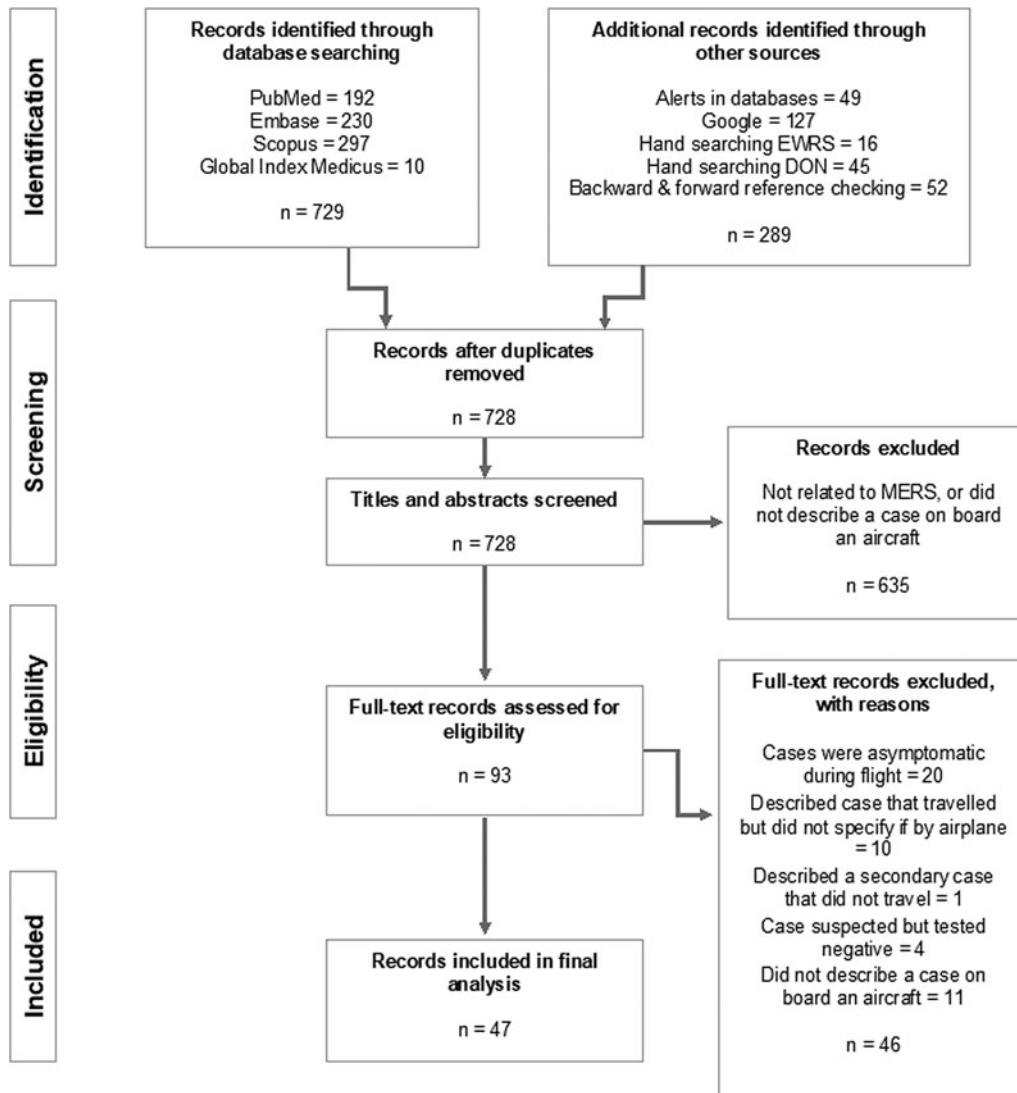 Identification
Records identified through
database searching
PubMed = 192
Embase = 230
Scopus = 297
Global Index Medicus = 10
n = 729
Additional records identified through
other sources
Alerts in databases = 49
Google = 127
Hand searching EWRS = 16
Hand searching DON = 45
Backward & forward reference checking = 52
n = 289
Screening
Records after duplicates
removed
n = 728
Titles and abstracts screened
n = 728
Records excluded
Not related to MERS, or did
not describe a case on board
an aircraft
n = 635
Eligibility
Full-text records assessed for
eligibility
n = 93
Full-text records excluded,
with reasons
Cases were asymptomatic
during flight = 20
Described case that travelled
but did not specify if by airplane
= 10
Described a secondary case
that did not travel = 1
Case suspected but tested
negative = 4
Did not describe a case on
board an aircraft = 11
n = 46
Included
Records included in final
analysis
n = 47